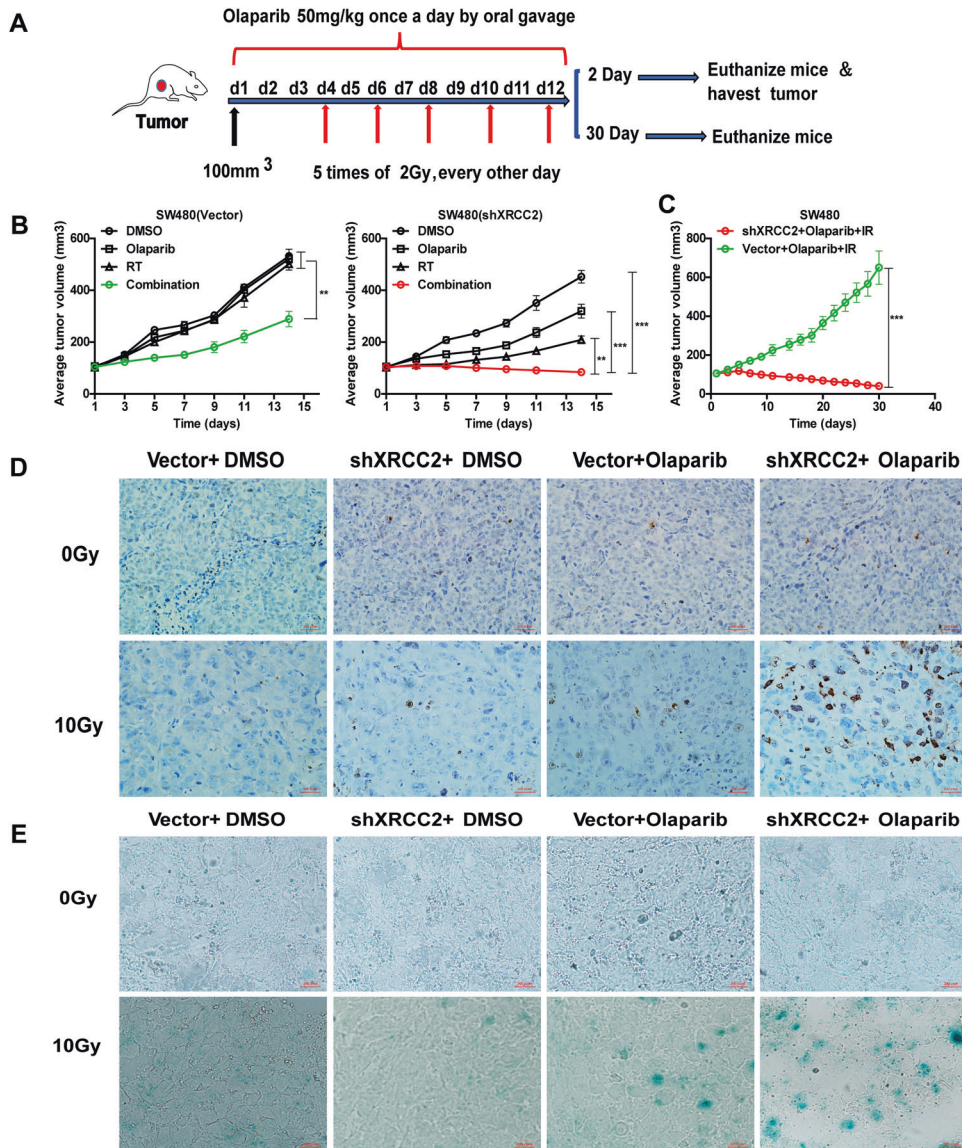 A
Olaparib 50mg/kg once a day by oral gavage
d1 d2 d3 d4 d5 d6 d7 d8 d9 d10 d11 d12
Tumor
100mm 3
5 times of 2Gy,every other day
2 Day
Euthanize mice &
havest tumor
30 Day
Euthanize mice
B
SW480(Vector)
DMSO
Olaparib
RT
Combination
Average tumor volume (mm3)
600
400
200
0
**
1 3 5 7 9 11 13 15
Time (days)
SW480(shXRCC2)
DMSO
Olaparib
RT
Combination
Average tumor volume (mm3)
600
400
200
0
**
***
***
1 3 5 7 9 11 13 15
Time (days)
C
SW480
shXRCC2+Olaparib+IR
Vector+Olaparib+IR
Average tumor volume (mm3)
800
600
400
200
0
***
0 10 20 30 40
Time (days)
D
Vector+ DMSO
shXRCC2+ DMSO
Vector+Olaparib
shXRCC2+ Olaparib
0Gy
10Gy
E
Vector+ DMSO
shXRCC2+ DMSO
Vector+Olaparib
shXRCC2+ Olaparib
0Gy
10Gy